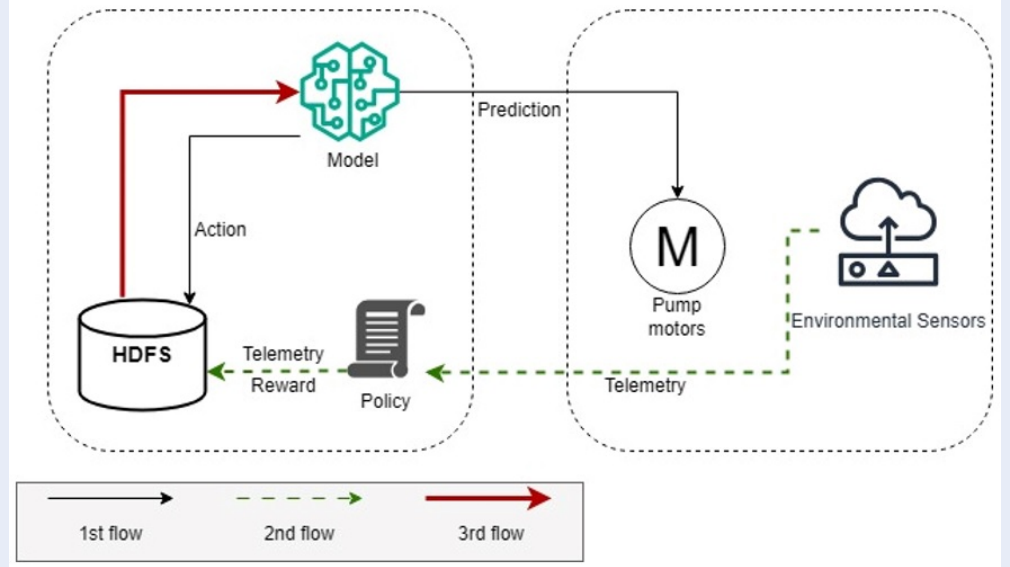 Prediction
Model
Action
M
Pump
motors
Environmental Sensors
HDFS
Telemetry
Reward
Policy
Telemetry
1st flow
2nd flow
3rd flow